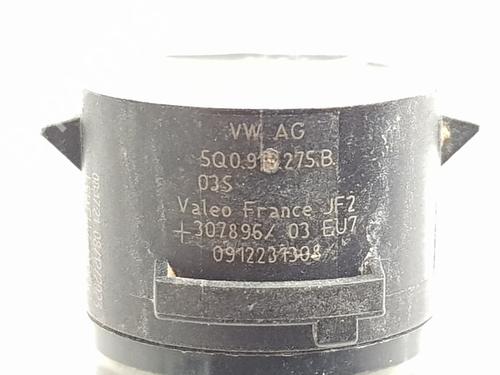 VW AG
5Q0.919.275.B
03S
Valeo France JF2
+307896/ 03 EU7
0912231308